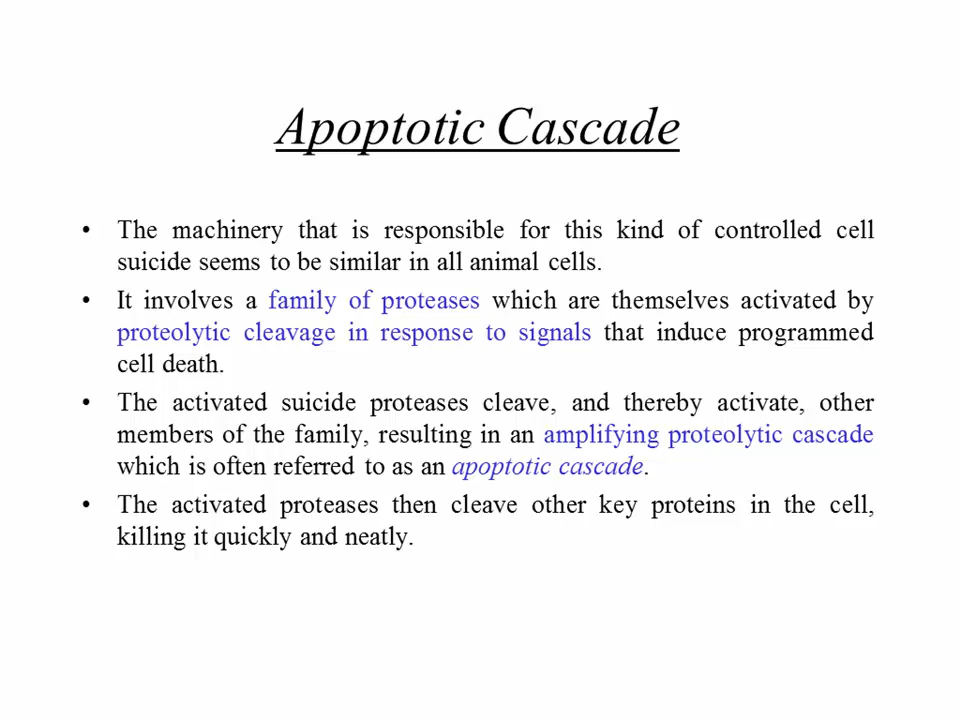 Apoptotic Cascade
• The machinery that is responsible for this kind of controlled cell
suicide seems to be similar in all animal cells.
• It involves a family of proteases which are themselves activated by
proteolytic cleavage in response to signals that induce programmed
cell death.
• The activated suicide proteases cleave, and thereby activate, other
members of the family, resulting in an amplifying proteolytic cascade
which is often referred to as an apoptotic cascade.
• The activated proteases then cleave other key proteins in the cell,
killing it quickly and neatly.